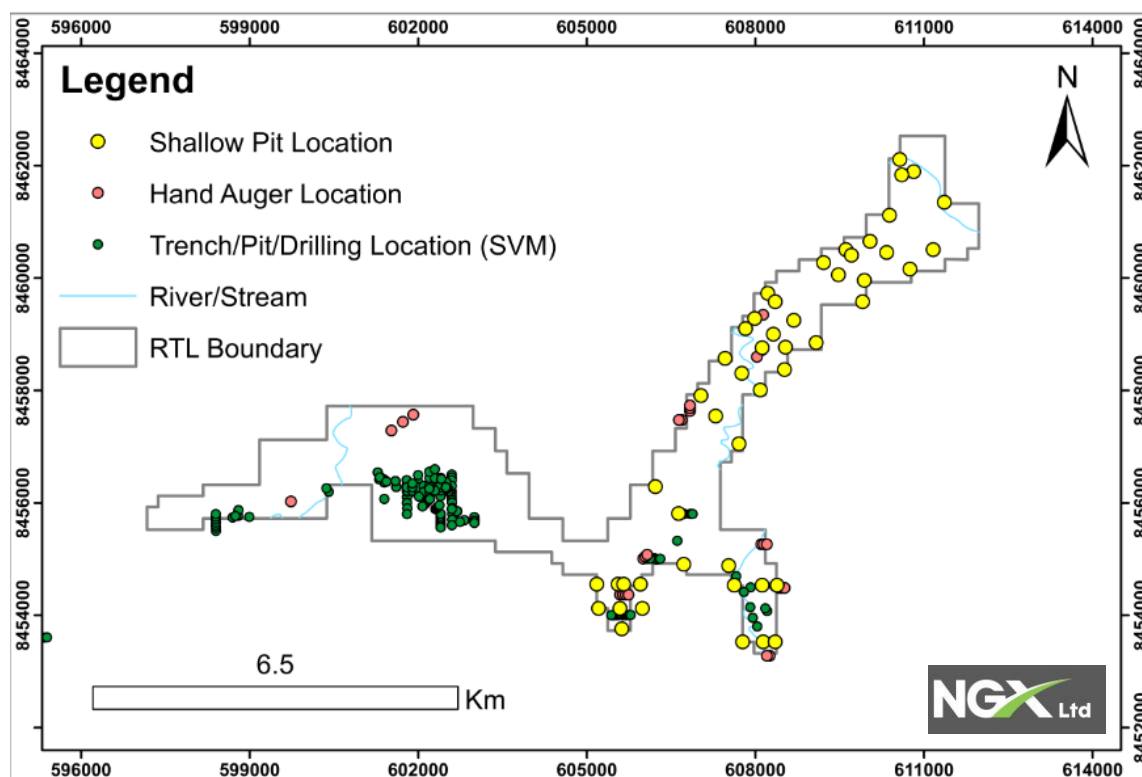 596000 599000 602000 605000 608000 611000 614000
8464000 8464000
Legend
N
Shallow Pit Location
8462000 8462000
Hand Auger Location
Trench/Pit/Drilling Location (SVM)
8460000 8460000
River/Stream
RTL Boundary
8458000 8458000
8456000 8456000
8454000 8454000
6.5
Km
NGX Ltd
8452000 8452000
596000 599000 602000 605000 608000 611000 614000